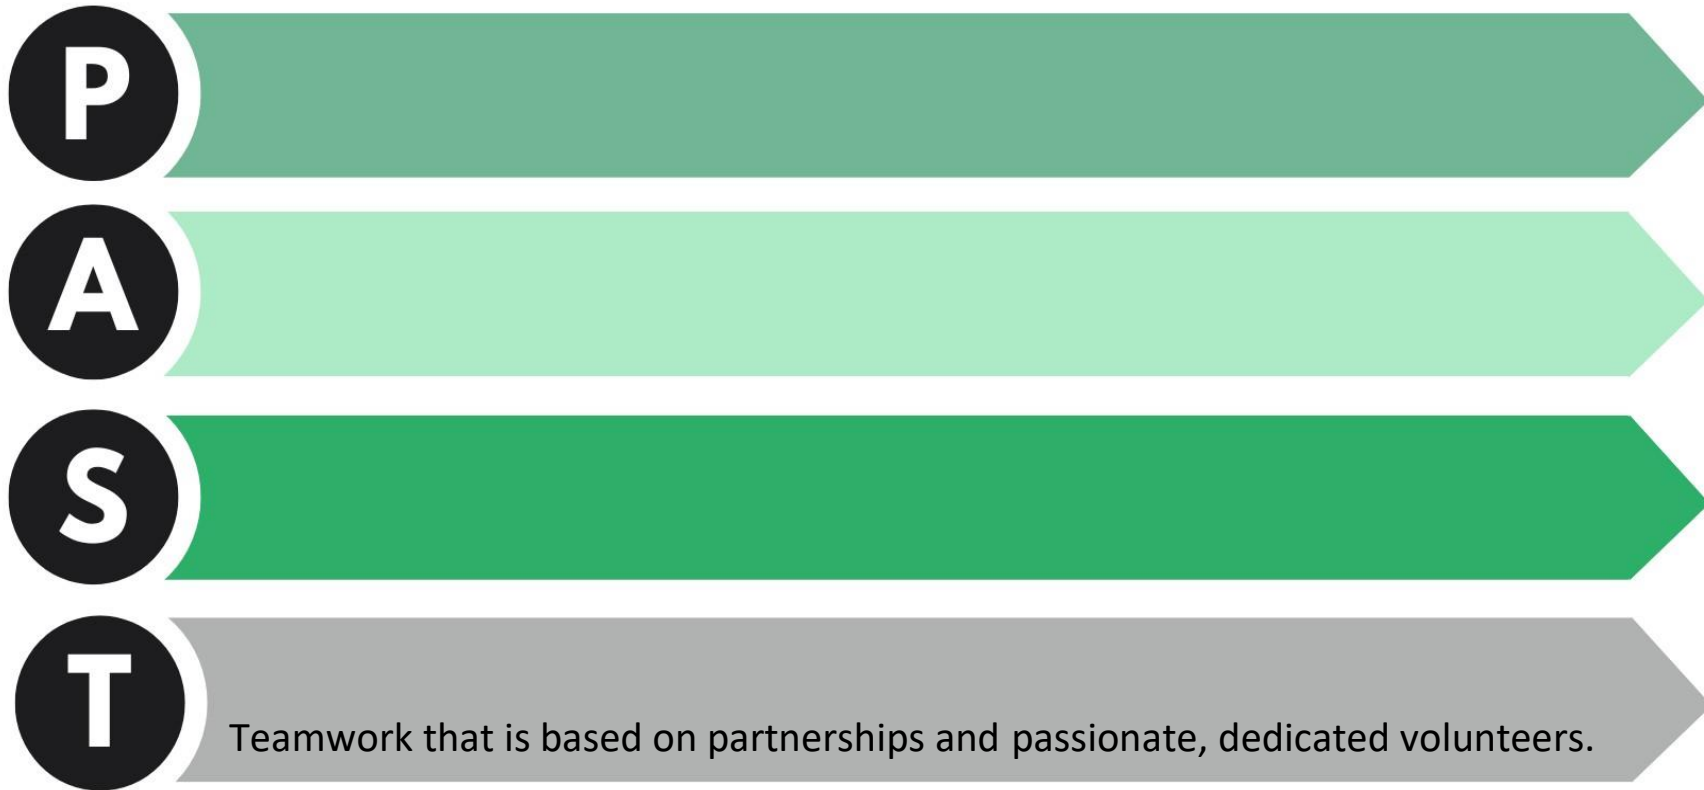 P
A
S
T
Teamwork that is based on partnerships and passionate, dedicated volunteers.